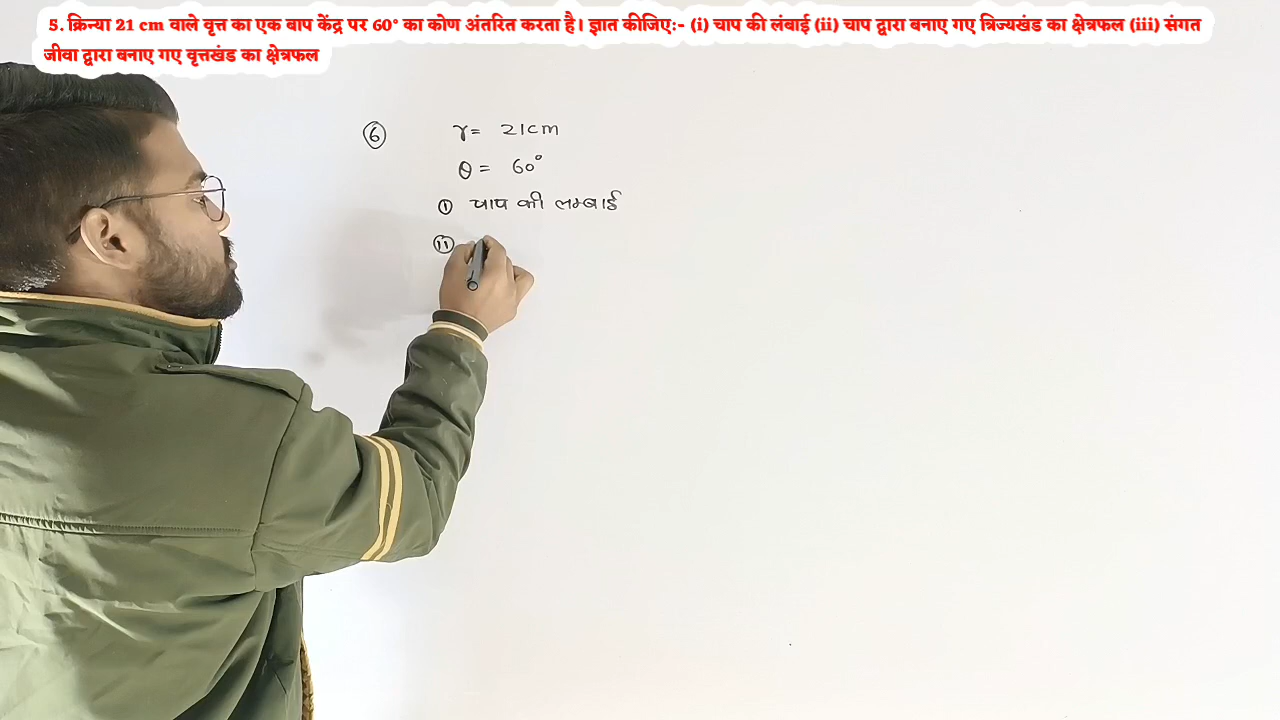 5. क्रिन्या 21 cm वाले वृत्त का एक बाप केंद्र पर 60° का कोण अंतरित करता है। ज्ञात कीजिए:- (i) चाप की लंबाई (ii) चाप द्वारा बनाए गए त्रिज्यखंड का क्षेत्रफल (iii) संगत
जीवा द्वारा बनाए गए वृत्तखंड का क्षेत्रफल
6 r= 21cm
θ = 60°
① चाप की लम्बाई
ii